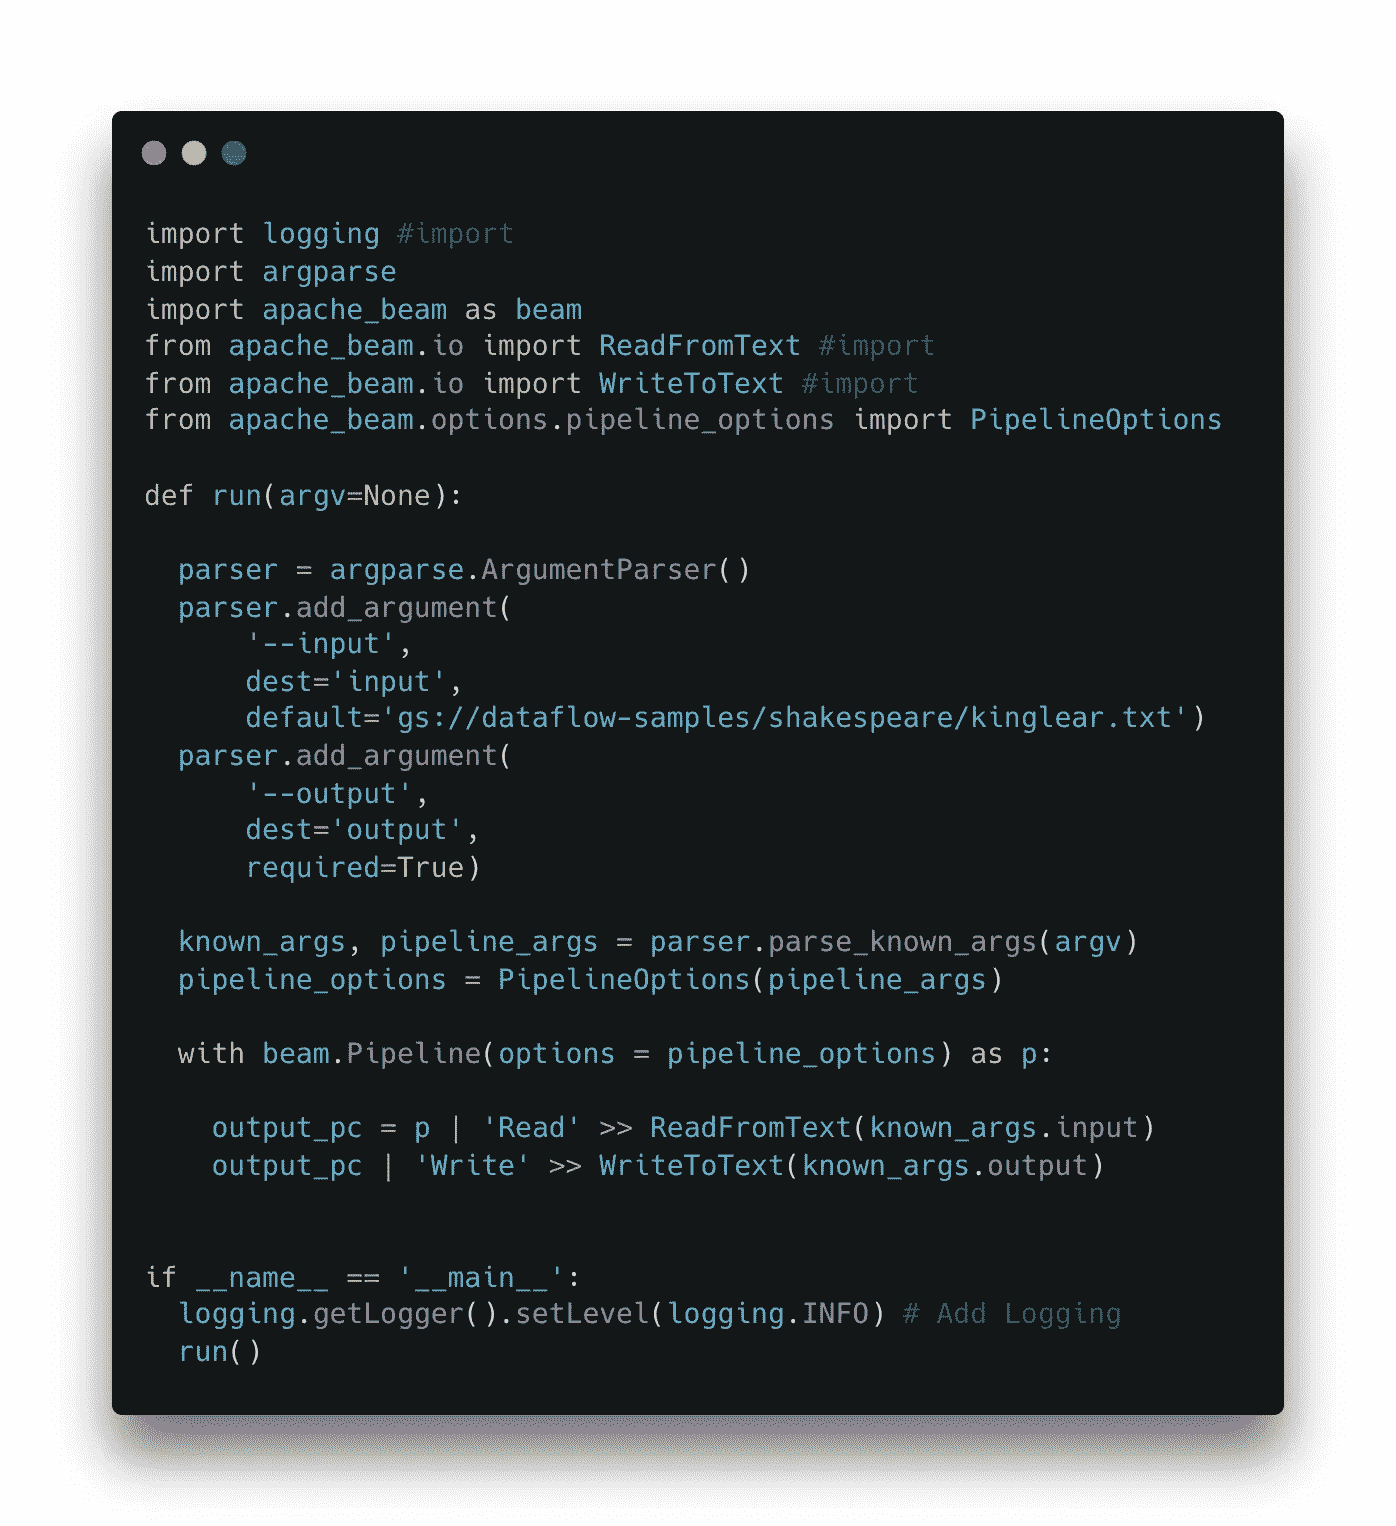 import logging #import
import argparse
import apache_beam as beam
from apache_beam.io import ReadFromText #import
from apache_beam.io import WriteToText #import
from apache_beam.options.pipeline_options import PipelineOptions

def run(argv=None):

  parser = argparse.ArgumentParser()
  parser.add_argument(
      '--input',
      dest='input',
      default='gs://dataflow-samples/shakespeare/kinglear.txt')
  parser.add_argument(
      '--output',
      dest='output',
      required=True)

  known_args, pipeline_args = parser.parse_known_args(argv)
  pipeline_options = PipelineOptions(pipeline_args)

  with beam.Pipeline(options = pipeline_options) as p:

    output_pc = p | 'Read' >> ReadFromText(known_args.input)
    output_pc | 'Write' >> WriteToText(known_args.output)


if __name__ == '__main__':
  logging.getLogger().setLevel(logging.INFO) # Add Logging
  run()